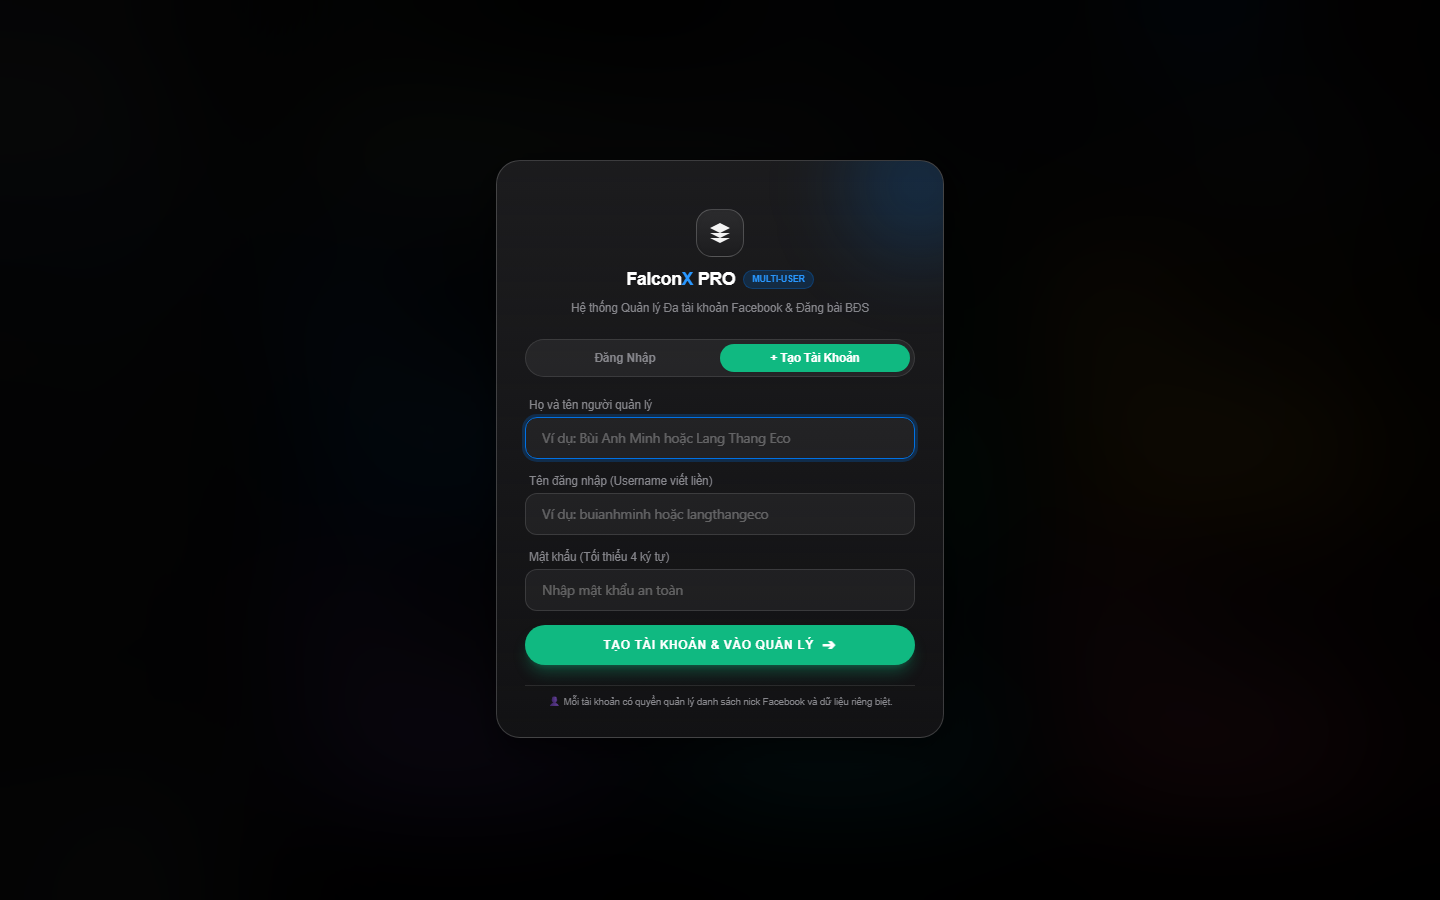 FalconX PRO MULTI-USER
Hệ thống Quản lý Đa tài khoản Facebook & Đăng bài BĐS
Đăng Nhập
+ Tạo Tài Khoản
Họ và tên người quản lý
Ví dụ: Bùi Anh Minh hoặc Lang Thang Eco
Tên đăng nhập (Username viết liền)
Ví dụ: buianhminh hoặc langthangeco
Mật khẩu (Tối thiểu 4 ký tự)
Nhập mật khẩu an toàn
TẠO TÀI KHOẢN & VÀO QUẢN LÝ ➔
👤 Mỗi tài khoản có quyền quản lý danh sách nick Facebook và dữ liệu riêng biệt.